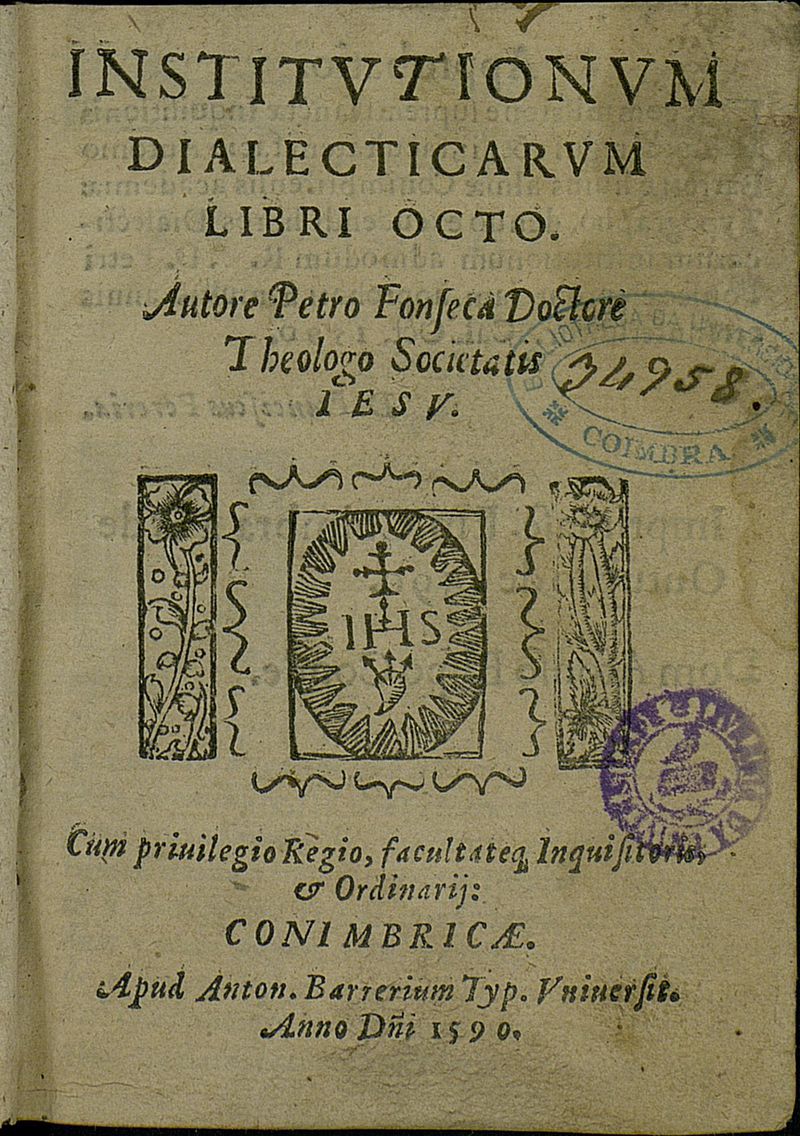 INSTITVTIONVM
DIALECTICARVM
LIBRI OCTO.
Autore Petro Fonſeca Doctore
Theologo Societatis
IESV.
34958.
COIMBRA
IHS
Cum priuilegio Regio, facultateq; Inquiſitoris,
& Ordinarij:
CONIMBRICÆ.
Apud Anton. Barrerium Typ. Vniuerſit.
Anno Dñi 1590.